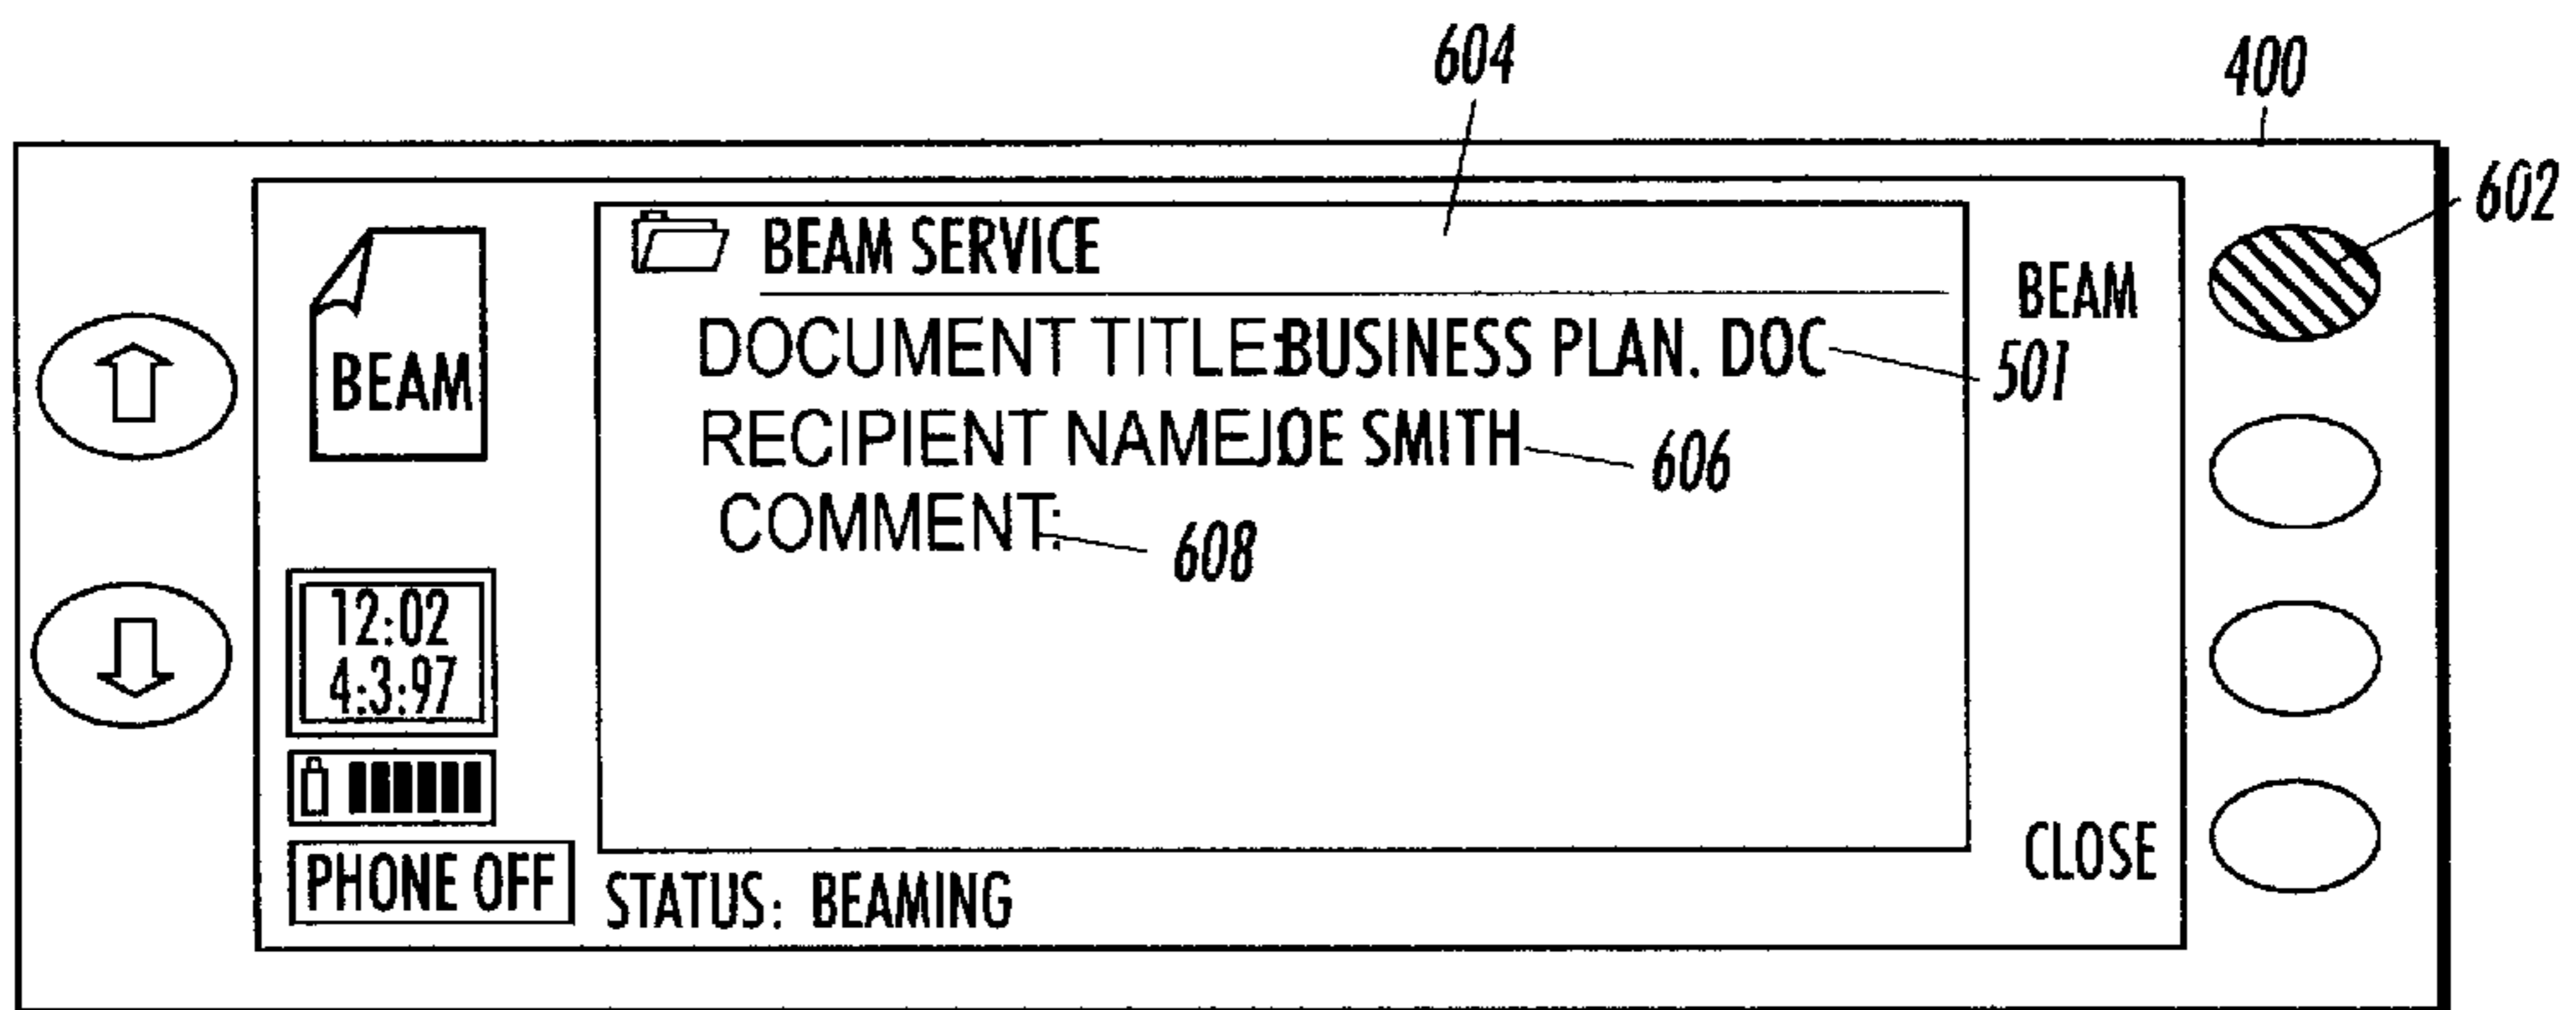 604
400
602
BEAM SERVICE
BEAM
DOCUMENT TITLE:BUSINESS PLAN. DOC
501
BEAM
RECIPIENT NAME:JOE SMITH
606
COMMENT:
608
12:02
4:3:97
PHONE OFF
STATUS: BEAMING
CLOSE